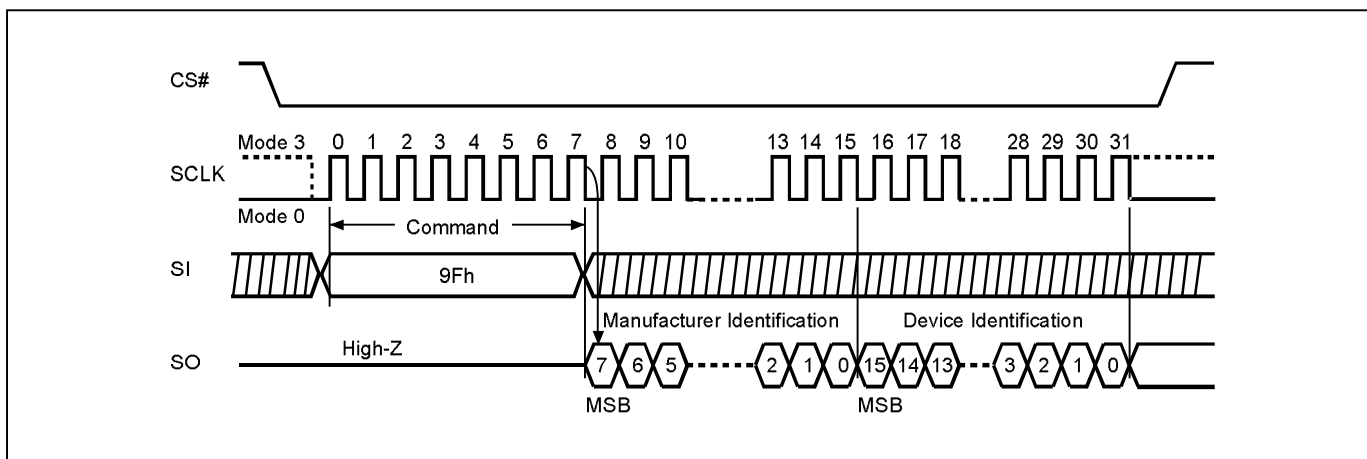 CS#
Mode 3 0 1 2 3 4 5 6 7 8 9 10 13 14 15 16 17 18 28 29 30 31
SCLK
Mode 0
Command
SI 9Fh
Manufacturer Identification Device Identification
High-Z
SO 7 6 5 2 1 0 15 14 13 3 2 1 0
MSB MSB